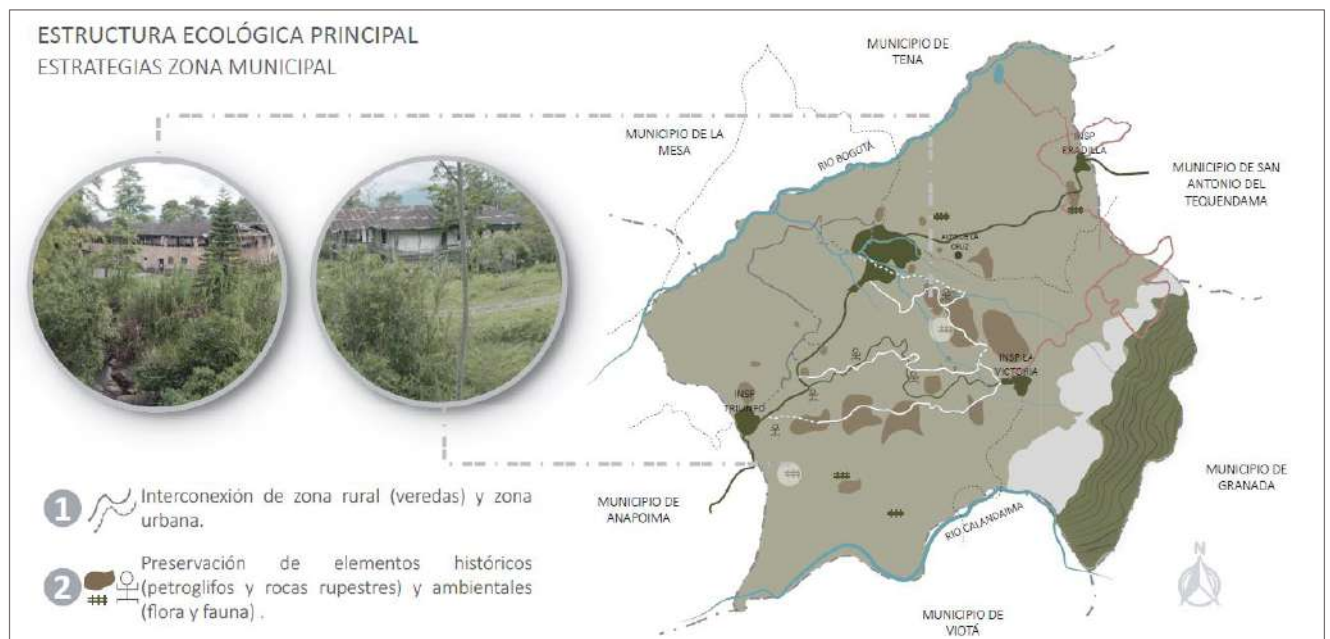 ESTRUCTURA ECOLÓGICA PRINCIPAL
ESTRATEGIAS ZONA MUNICIPAL
MUNICIPIO DE
TENA
MUNICIPIO DE LA
MESA
RIO BOGOTÁ
INSP
PRADILLA
MUNICIPIO DE SAN
ANTONIO DEL
TEQUENDAMA
ALTO DE LA
CRUZ
INSP LA
VICTORIA
INSP
TRIUNFO
MUNICIPIO DE
GRANADA
MUNICIPIO DE
ANAPOIMA
RIO CALANDAIMA
MUNICIPIO DE
VIOTÁ
N
1 Interconexión de zona rural (veredas) y zona
urbana.
2 Preservación de elementos históricos
(petroglifos y rocas rupestres) y ambientales
(flora y fauna) .